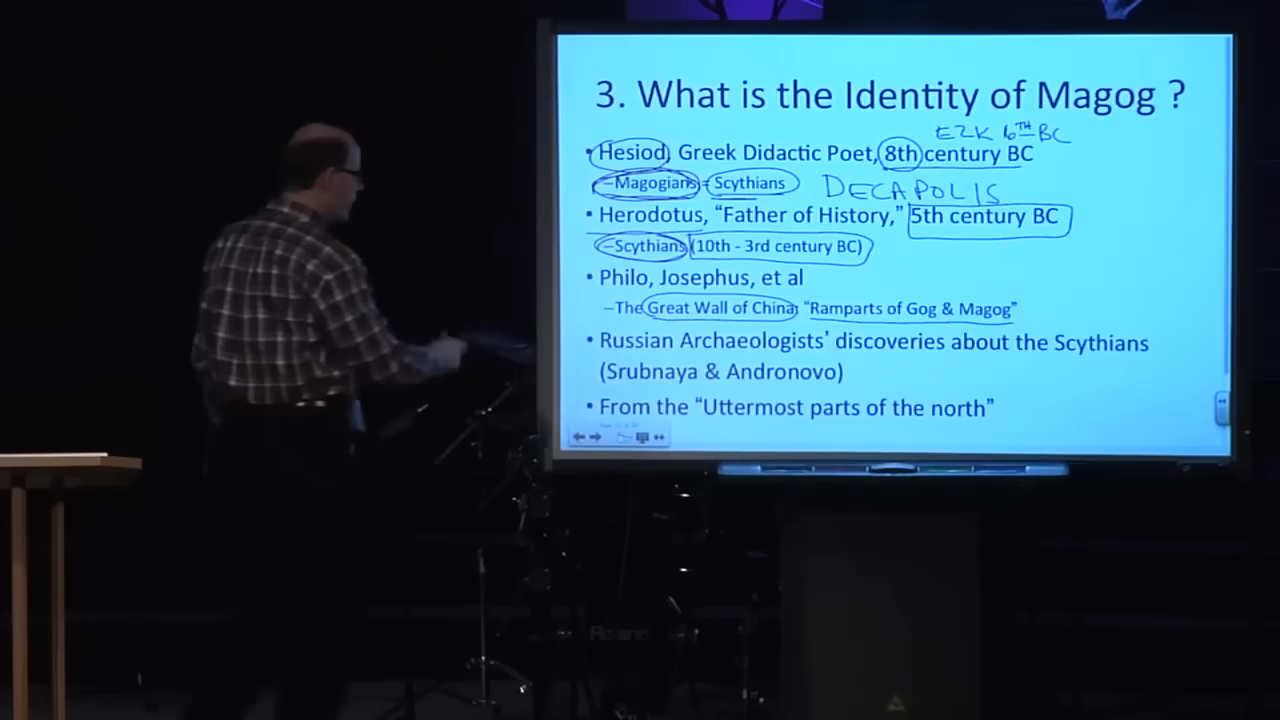 3. What is the Identity of Magog ?
EZK 6TH BC
• Hesiod, Greek Didactic Poet, 8th century BC
–Magogians = Scythians DECAPOLIS
• Herodotus, “Father of History,” 5th century BC
–Scythians (10th - 3rd century BC)
• Philo, Josephus, et al
–The Great Wall of China; “Ramparts of Gog & Magog”
• Russian Archaeologists’ discoveries about the Scythians
(Srubnaya & Andronovo)
• From the “Uttermost parts of the north”
Roland